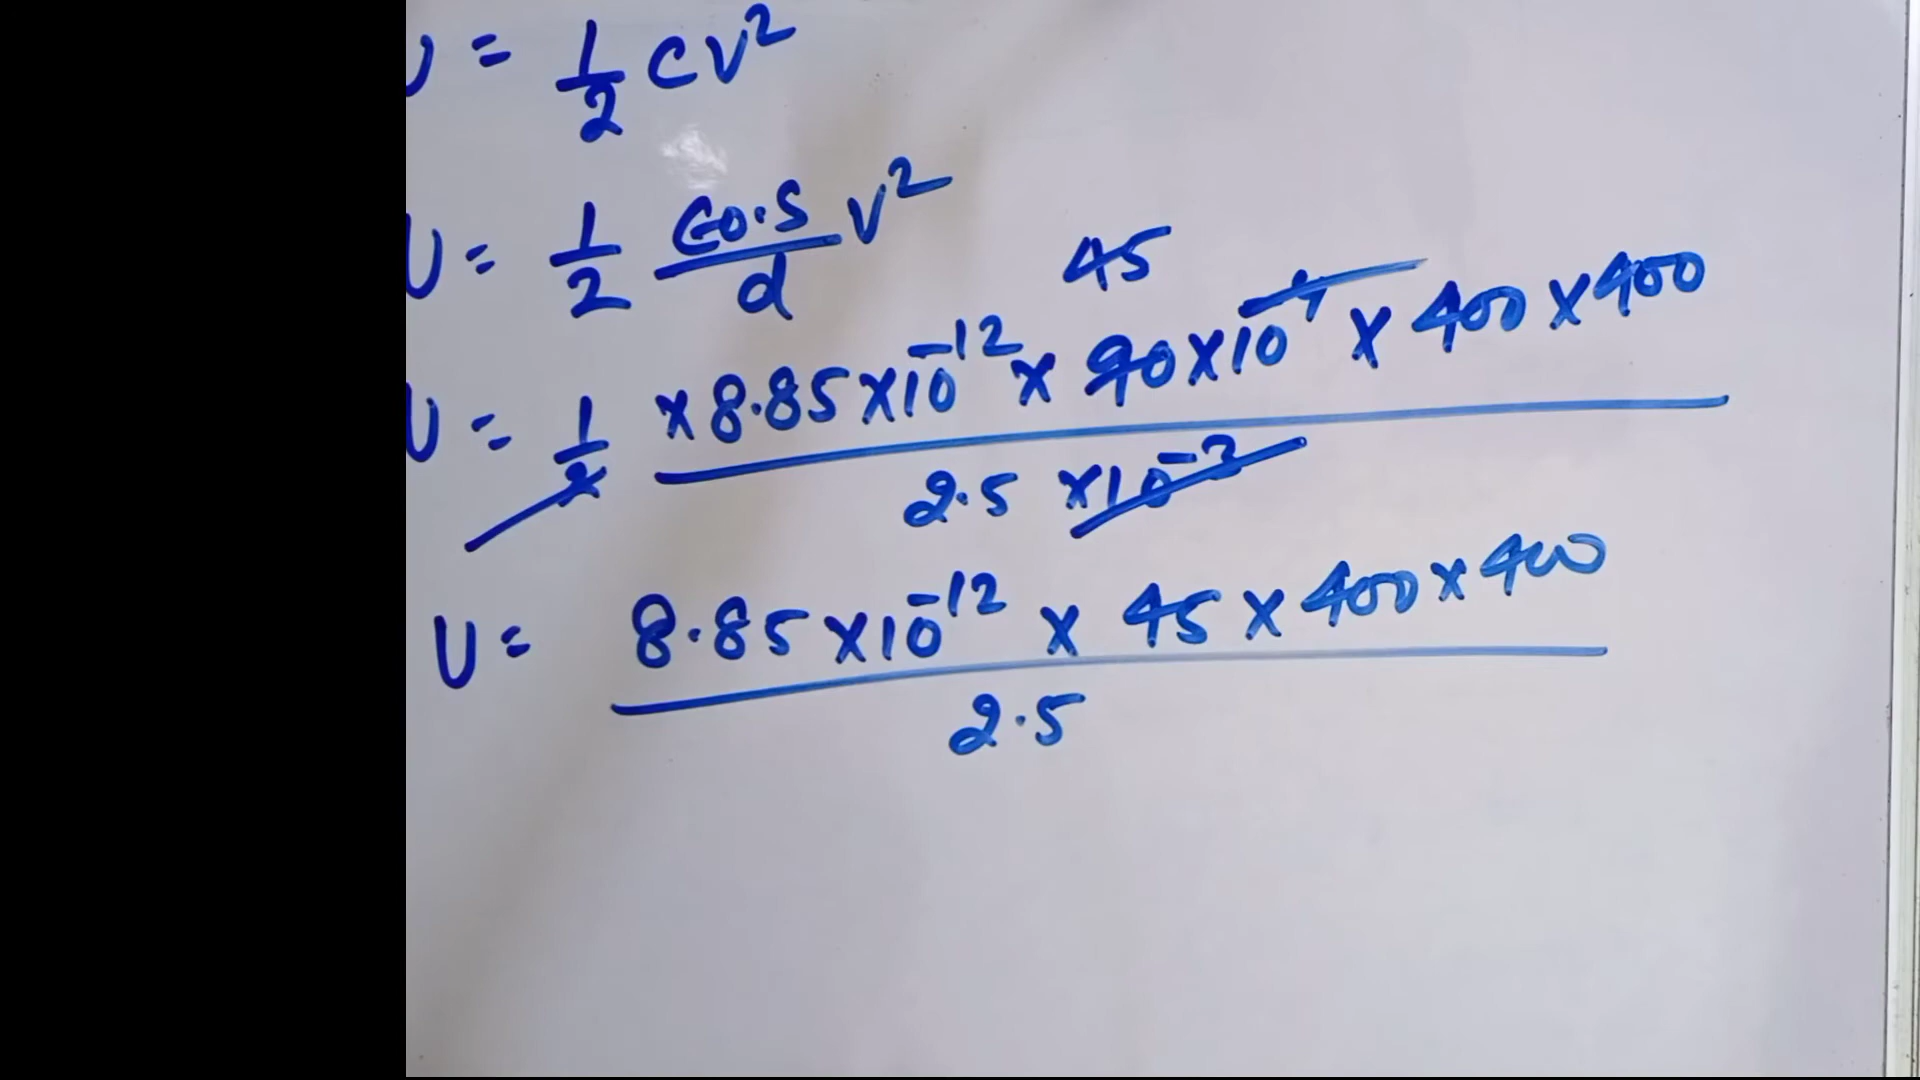 U = 1/2 CV²
U = 1/2 ϵ0·S/d V²
45
U = 1/2 × 8.85×10⁻¹² × 90×10⁻⁴ × 400×400 / 2.5 ×10⁻³
U = 8.85×10⁻¹² × 45 × 400×400 / 2.5